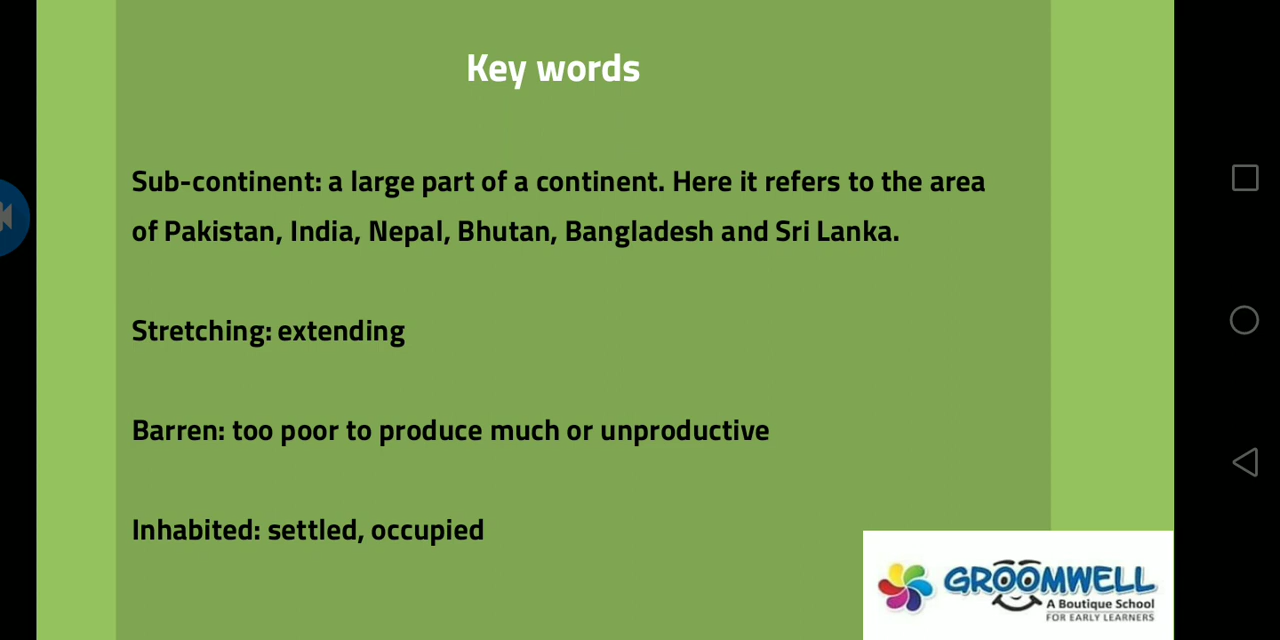 Key words
Sub-continent: a large part of a continent. Here it refers to the area
of Pakistan, India, Nepal, Bhutan, Bangladesh and Sri Lanka.
Stretching: extending
Barren: too poor to produce much or unproductive
Inhabited: settled, occupied
GROOMWELL
A Boutique School
FOR EARLY LEARNERS